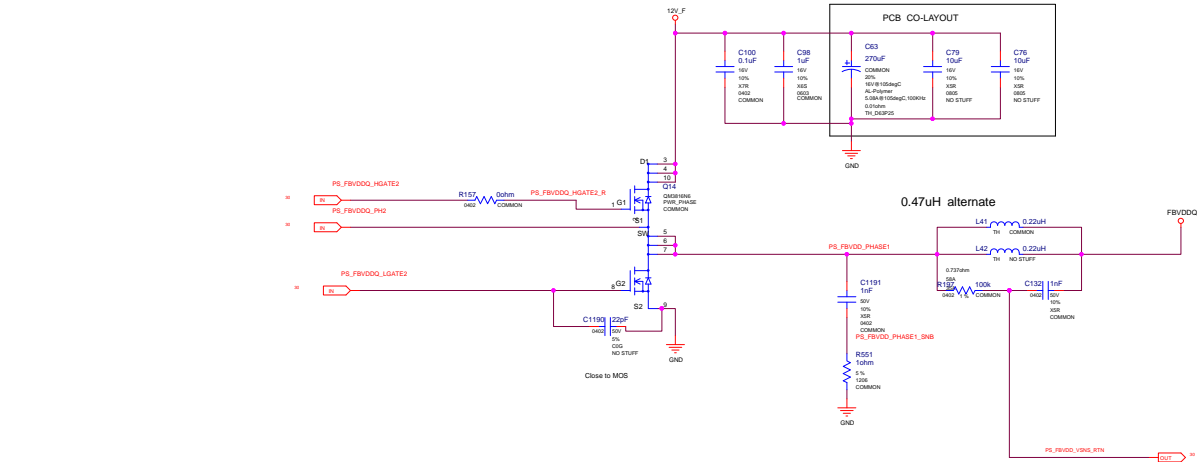 12V_F
PCB CO-LAYOUT
C100
0.1uF
16V
10%
X7R
0402
COMMON
C98
1uF
16V
10%
X6S
0603
COMMON
C63
270uF
COMMON
20%
16V@105degC
AL-Polymer
5.08A@105degC,100KHz
0.01ohm
TH_D63P25
C79
10uF
16V
10%
X5R
0805
NO STUFF
C76
10uF
16V
10%
X5R
0805
NO STUFF
GND
D1
3
4
10
Q14
QM3816N6
PWR_PHASE
COMMON
PS_FBVDDQ_HGATE2
IN
R157
0ohm
0402
COMMON
PS_FBVDDQ_HGATE2_R
1
G1
S1
PS_FBVDDQ_PH2
IN
2
SW
5
6
7
PS_FBVDD_PHASE1
0.47uH alternate
L41
0.22uH
TH
COMMON
L42
0.22uH
TH
NO STUFF
FBVDDQ
0.737ohm
58A
R197
100k
0402
1 %
COMMON
C132
1nF
0402
50V
10%
X5R
COMMON
PS_FBVDDQ_LGATE2
IN
8
G2
S2
9
C1190
22pF
0402
50V
5%
C0G
NO STUFF
Close to MOS
GND
C1191
1nF
50V
10%
X5R
0402
COMMON
PS_FBVDD_PHASE1_SNB
R551
1ohm
5 %
1206
COMMON
GND
PS_FBVDD_VSNS_RTN
OUT